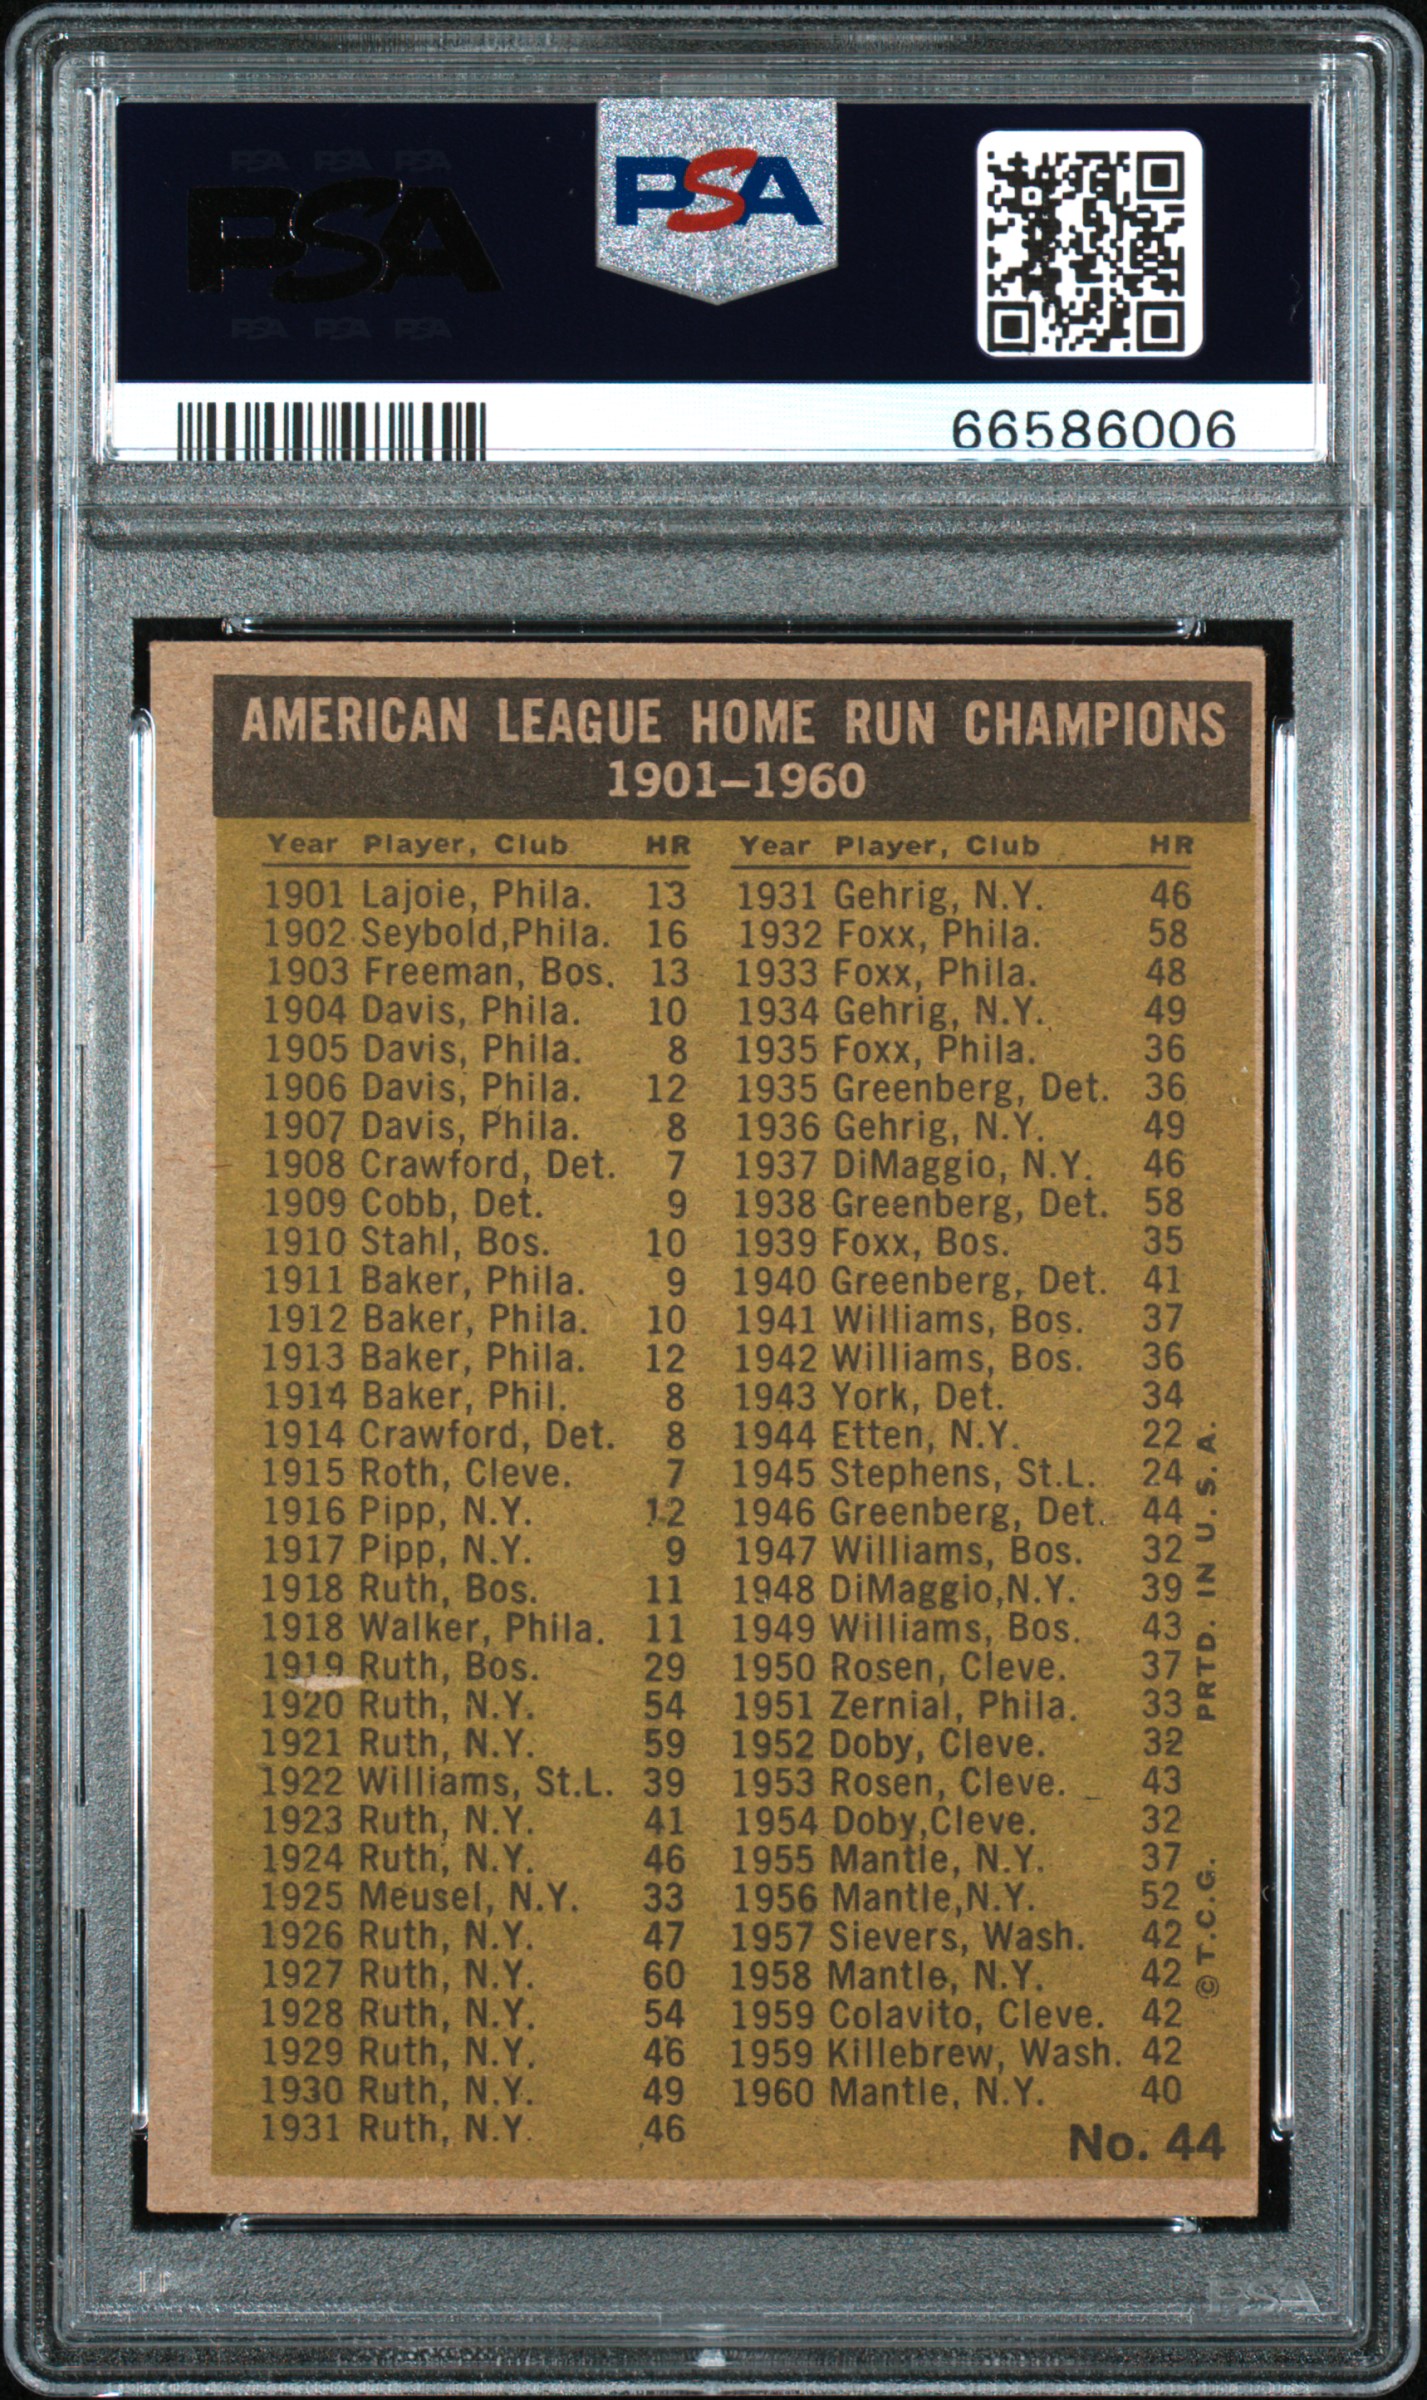 PSA PSA PSA
PSA
PSA PSA PSA
PSA
66586006
AMERICAN LEAGUE HOME RUN CHAMPIONS
1901–1960
Year Player, Club HR Year Player, Club HR
1901 Lajoie, Phila. 13 1931 Gehrig, N.Y. 46
1902 Seybold,Phila. 16 1932 Foxx, Phila. 58
1903 Freeman, Bos. 13 1933 Foxx, Phila. 48
1904 Davis, Phila. 10 1934 Gehrig, N.Y. 49
1905 Davis, Phila. 8 1935 Foxx, Phila. 36
1906 Davis, Phila. 12 1935 Greenberg, Det. 36
1907 Davis, Phila. 8 1936 Gehrig, N.Y. 49
1908 Crawford, Det. 7 1937 DiMaggio, N.Y. 46
1909 Cobb, Det. 9 1938 Greenberg, Det. 58
1910 Stahl, Bos. 10 1939 Foxx, Bos. 35
1911 Baker, Phila. 9 1940 Greenberg, Det. 41
1912 Baker, Phila. 10 1941 Williams, Bos. 37
1913 Baker, Phila. 12 1942 Williams, Bos. 36
1914 Baker, Phil. 8 1943 York, Det. 34
1914 Crawford, Det. 8 1944 Etten, N.Y. 22
1915 Roth, Cleve. 7 1945 Stephens, St.L. 24
1916 Pipp, N.Y. 12 1946 Greenberg, Det. 44
1917 Pipp, N.Y. 9 1947 Williams, Bos. 32
1918 Ruth, Bos. 11 1948 DiMaggio,N.Y. 39
1918 Walker, Phila. 11 1949 Williams, Bos. 43
1919 Ruth, Bos. 29 1950 Rosen, Cleve. 37
1920 Ruth, N.Y. 54 1951 Zernial, Phila. 33
1921 Ruth, N.Y. 59 1952 Doby, Cleve. 32
1922 Williams, St.L. 39 1953 Rosen, Cleve. 43
1923 Ruth, N.Y. 41 1954 Doby,Cleve. 32
1924 Ruth, N.Y. 46 1955 Mantle, N.Y. 37
1925 Meusel, N.Y. 33 1956 Mantle,N.Y. 52
1926 Ruth, N.Y. 47 1957 Sievers, Wash. 42
1927 Ruth, N.Y. 60 1958 Mantle, N.Y. 42
1928 Ruth, N.Y. 54 1959 Colavito, Cleve. 42
1929 Ruth, N.Y. 46 1959 Killebrew, Wash. 42
1930 Ruth, N.Y. 49 1960 Mantle, N.Y. 40
1931 Ruth, N.Y. 46
No. 44
© T.C.G. PRTD. IN U.S.A.
PSA